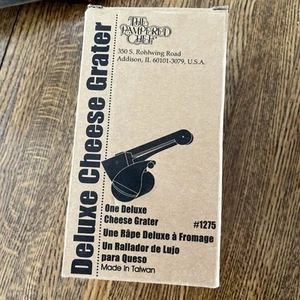 The
Pampered
Chef
350 S. Rohlwing Road
Addison, IL 60101-3079, U.S.A.
Deluxe Cheese Grater
One Deluxe
Cheese Grater
#1275
Une Râpe Deluxe à Fromage
Un Rallador de Lujo
para Queso
Made in Taiwan